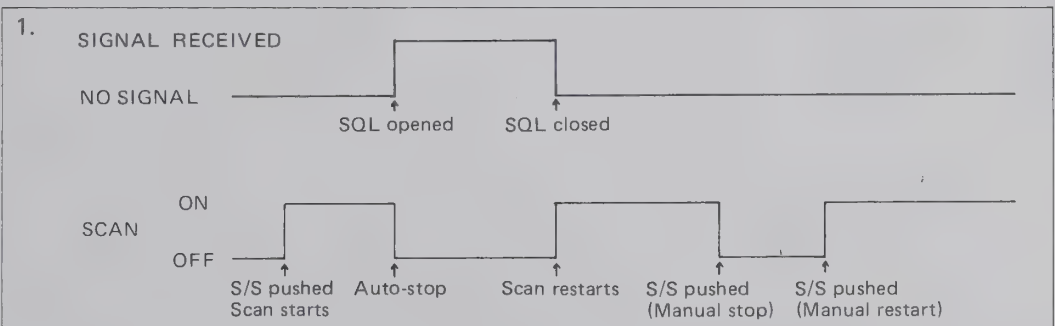 1.
SIGNAL RECEIVED
NO SIGNAL
SQL opened SQL closed
ON
SCAN
OFF
S/S pushed Auto-stop Scan restarts S/S pushed S/S pushed
Scan starts (Manual stop) (Manual restart)